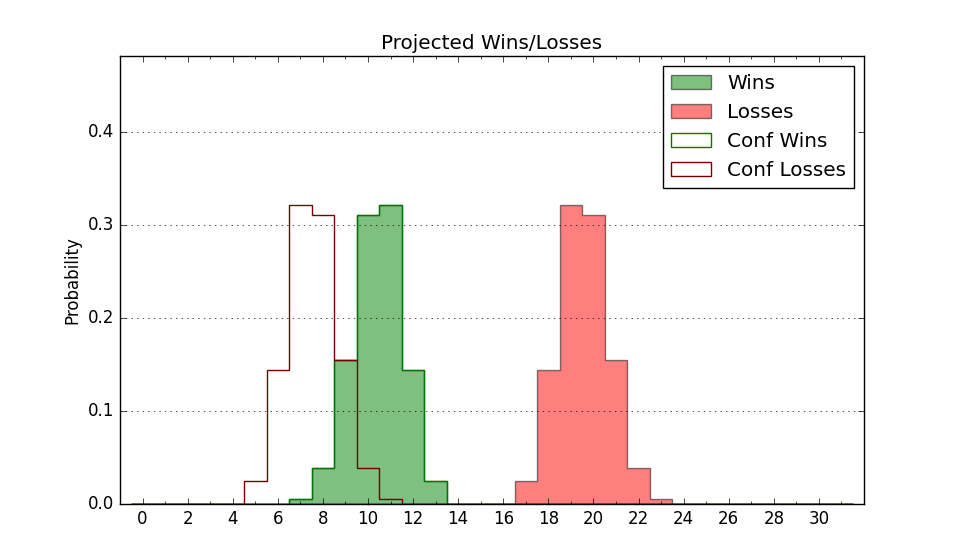 Projected Wins/Losses
Wins
Losses
Conf Wins
Conf Losses
Probability
0.4
0.3
0.2
0.1
0.0
0 2 4 6 8 10 12 14 16 18 20 22 24 26 28 30